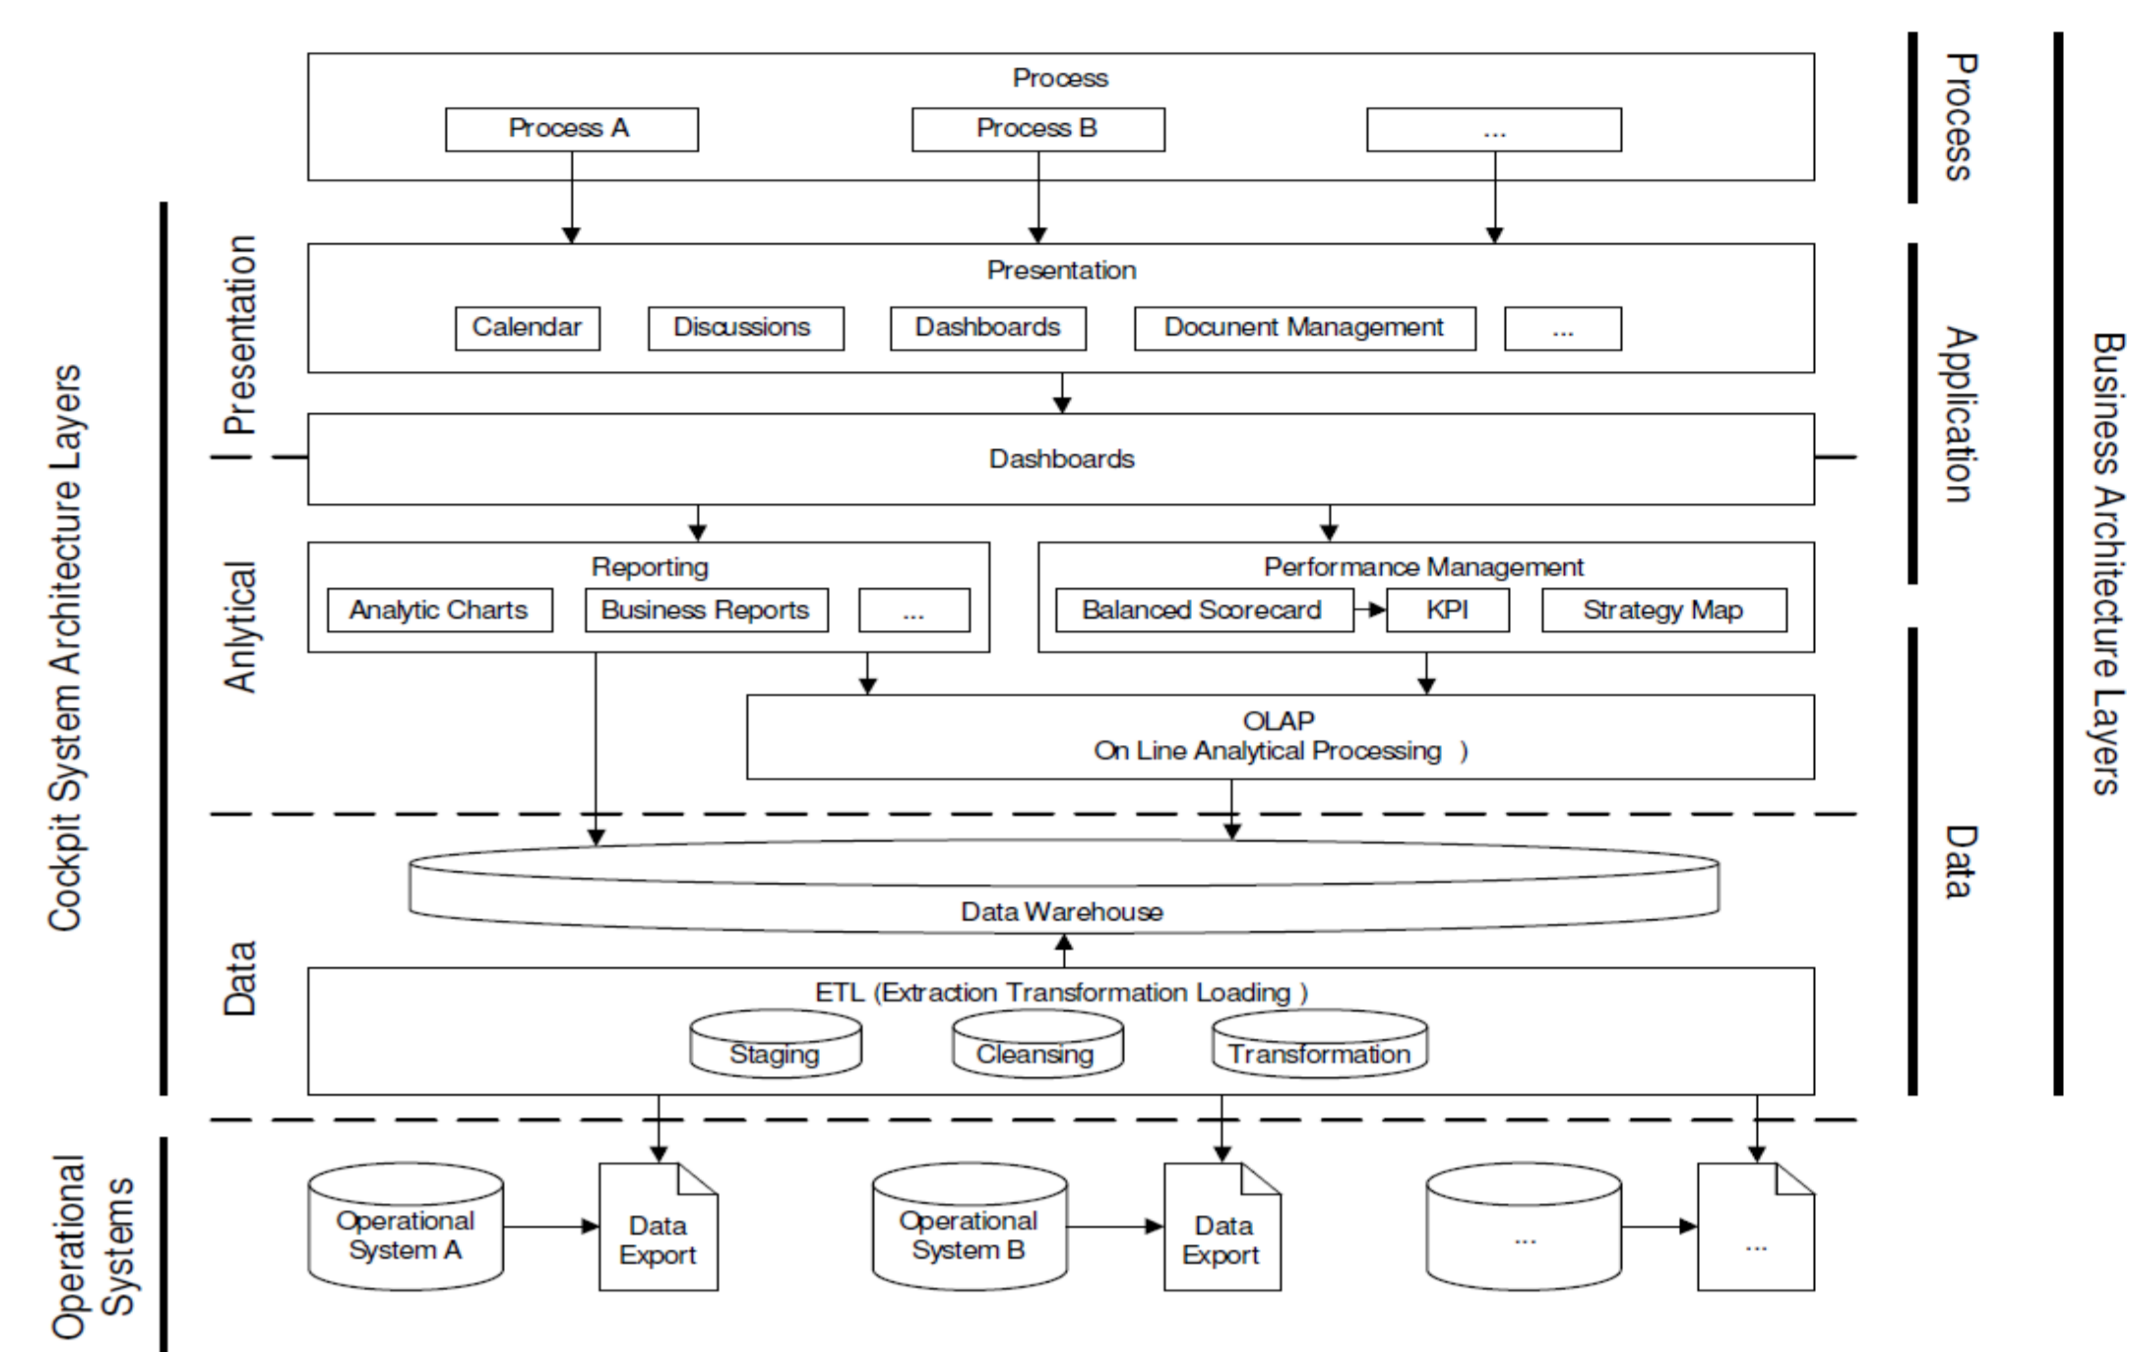 Process
Process A
Process B
...
Presentation
Calendar
Discussions
Dashboards
Docunent Management
...
Dashboards
Reporting
Analytic Charts
Business Reports
...
Performance Management
Balanced Scorecard
KPI
Strategy Map
OLAP
On Line Analytical Processing )
Data Warehouse
ETL (Extraction Transformation Loading )
Staging
Cleansing
Transformation
Operational
System A
Data
Export
Operational
System B
Data
Export
...
...
Cockpit System Architecture Layers
Presentation
Anlytical
Data
Operational
Systems
Process
Application
Data
Business Architecture Layers